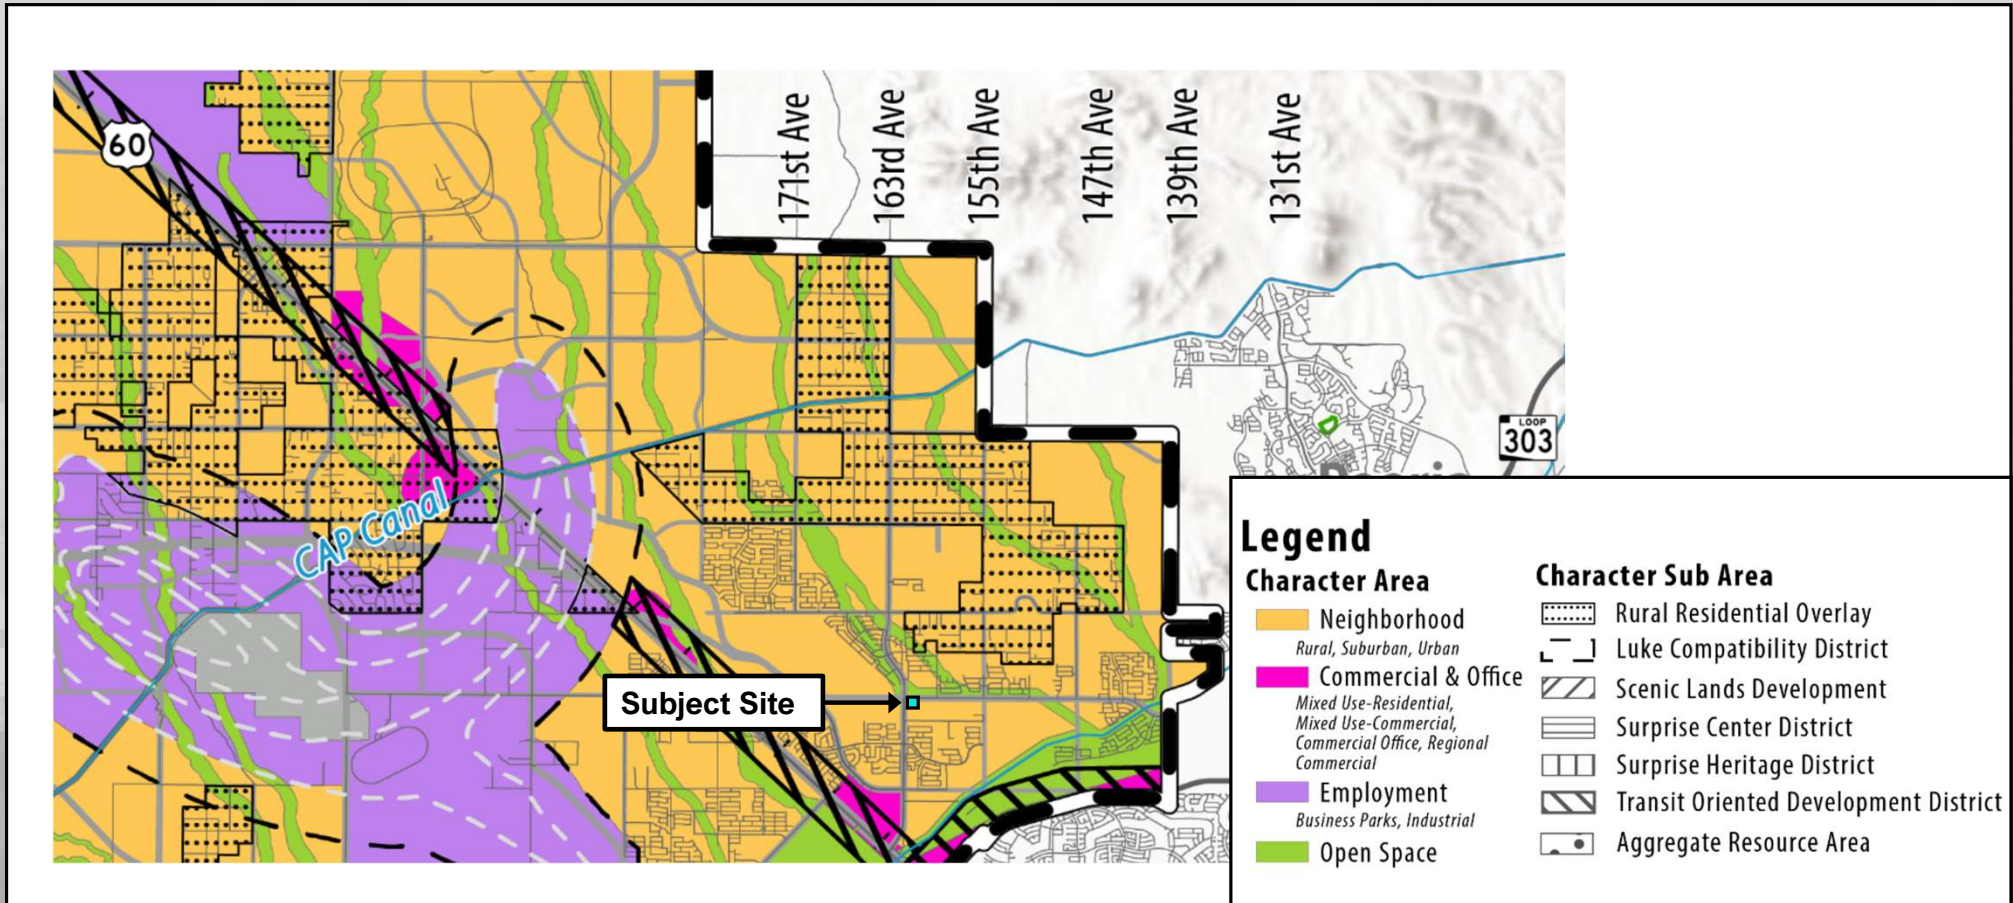 60
171st Ave
163rd Ave
155th Ave
147th Ave
139th Ave
131st Ave
LOOP
303
CAP Canal
Subject Site
Legend
Character Area
Neighborhood
Rural, Suburban, Urban
Commercial & Office
Mixed Use-Residential,
Mixed Use-Commercial,
Commercial Office, Regional
Commercial
Employment
Business Parks, Industrial
Open Space
Character Sub Area
Rural Residential Overlay
Luke Compatibility District
Scenic Lands Development
Surprise Center District
Surprise Heritage District
Transit Oriented Development District
Aggregate Resource Area